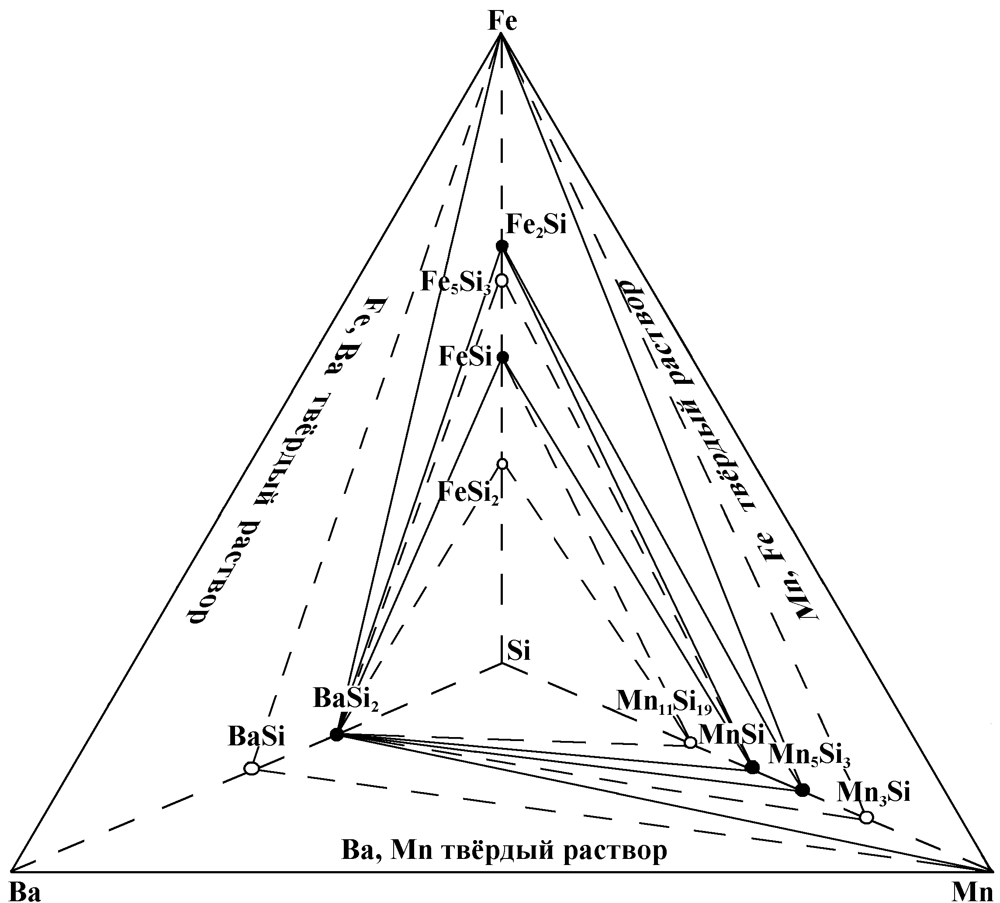 Fe
Fe₂Si
Fe₅Si₃
Fe, Ba твёрдый раствор
Mn, Fe твёрдый раствор
FeSi
FeSi₂
Si
BaSi₂
Mn₁₁Si₁₉
BaSi
MnSi
Mn₅Si₃
Mn₃Si
Ba, Mn твёрдый раствор
Ba
Mn